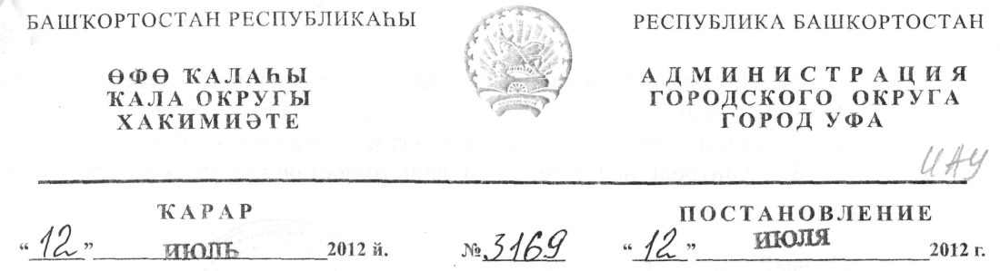 БАШҠОРТОСТАН РЕСПУБЛИКАҺЫ
ӨФӨ ҠАЛАҺЫ
ҠАЛА ОКРУГЫ
ХАКИМИӘТЕ
РЕСПУБЛИКА БАШКОРТОСТАН
АДМИНИСТРАЦИЯ
ГОРОДСКОГО ОКРУГА
ГОРОД УФА
ИАУ
ҠАРАР
“ 12 ” ИЮЛЬ 2012 й.
№ 3169
ПОСТАНОВЛЕНИЕ
“ 12 ” ИЮЛЯ 2012 г.